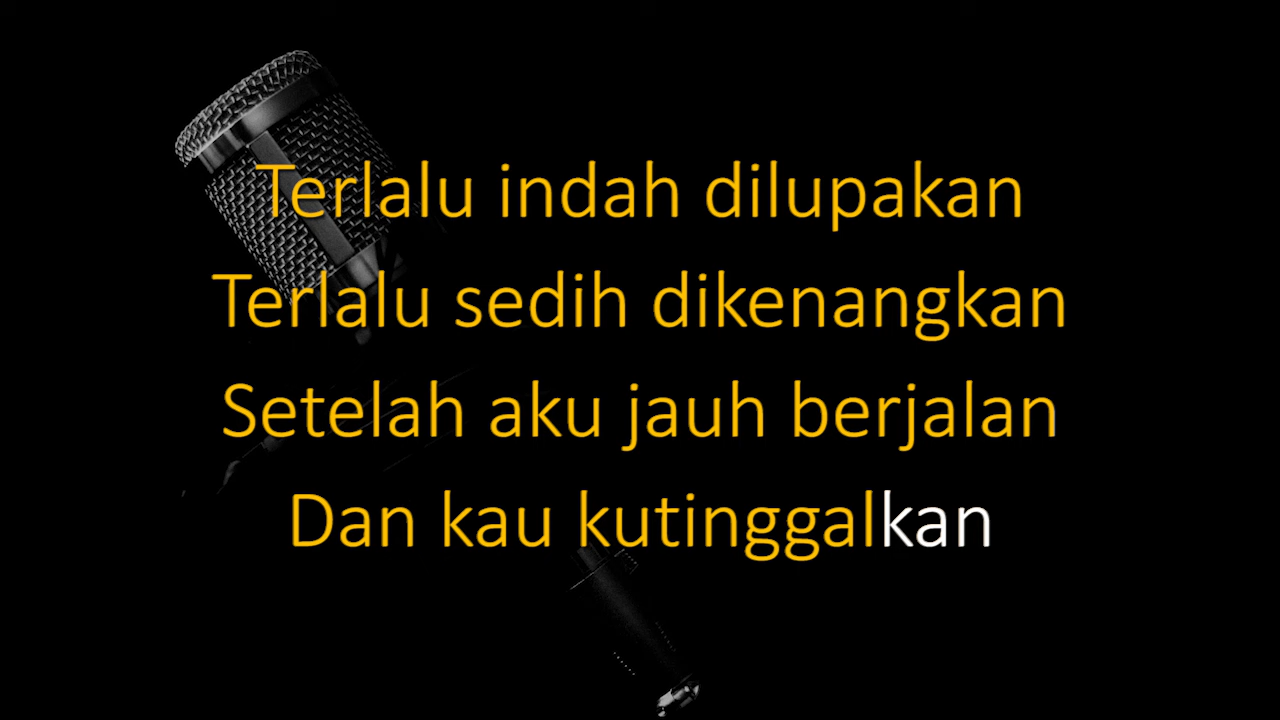 Terlalu indah dilupakan
Terlalu sedih dikenangkan
Setelah aku jauh berjalan
Dan kau kutinggalkan